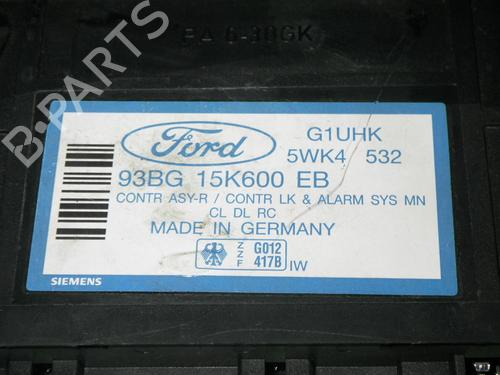 PA 6-30GK
B-PARTS
Ford
G1UHK
5WK4 532
93BG 15K600 EB
CONTR ASY-R / CONTR LK & ALARM SYS MN
CL DL RC
MADE IN GERMANY
Z Z F G012 417B IW
SIEMENS